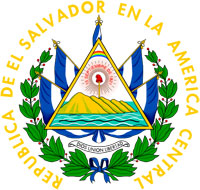 REPUBLICA DE EL SALVADOR EN LA AMERICA CENTRAL
DIOS UNION LIBERTAD